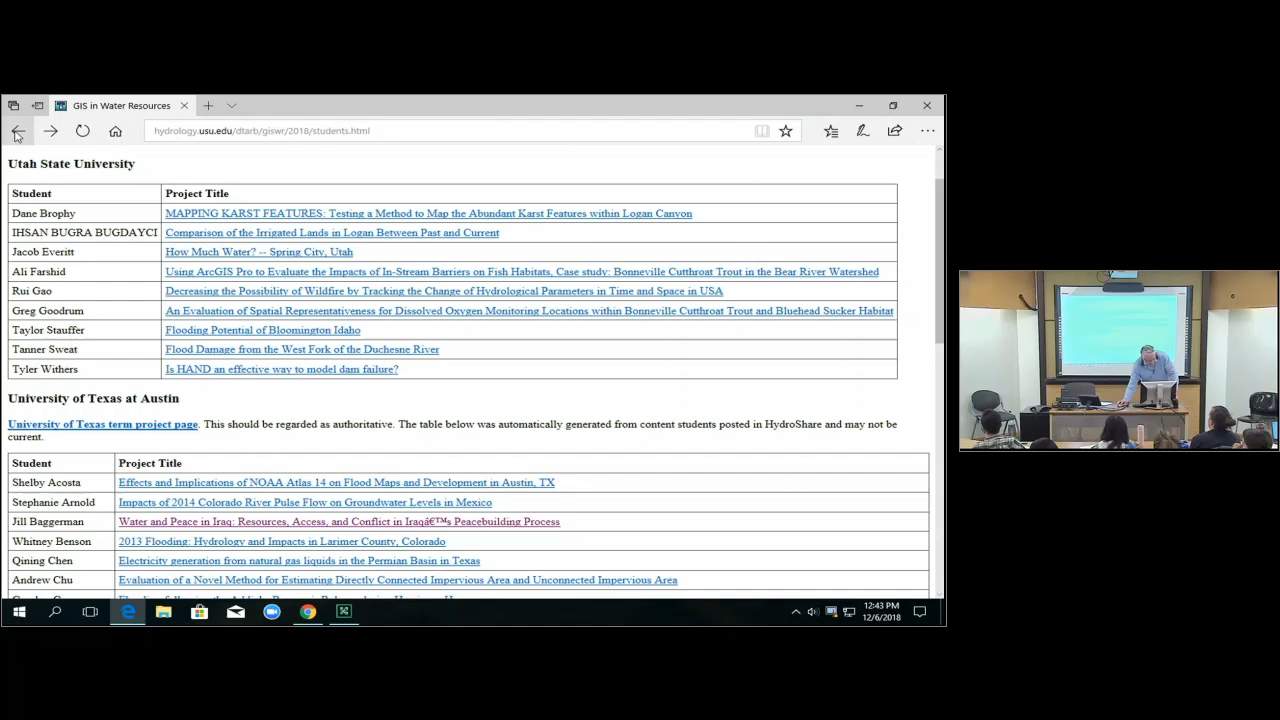 GIS in Water Resources
hydrology.usu.edu/dtarb/giswr/2018/students.html
Utah State University
Student Project Title
Dane Brophy MAPPING KARST FEATURES: Testing a Method to Map the Abundant Karst Features within Logan Canyon
IHSAN BUGRA BUGDAYCI Comparison of the Irrigated Lands in Logan Between Past and Current
Jacob Everitt How Much Water? -- Spring City, Utah
Ali Farshid Using ArcGIS Pro to Evaluate the Impacts of In-Stream Barriers on Fish Habitats, Case study: Bonneville Cutthroat Trout in the Bear River Watershed
Rui Gao Decreasing the Possibility of Wildfire by Tracking the Change of Hydrological Parameters in Time and Space in USA
Greg Goodrum An Evaluation of Spatial Representativeness for Dissolved Oxygen Monitoring Locations within Bonneville Cutthroat Trout and Bluehead Sucker Habitat
Taylor Stauffer Flooding Potential of Bloomington Idaho
Tanner Sweat Flood Damage from the West Fork of the Duchesne River
Tyler Withers Is HAND an effective way to model dam failure?
University of Texas at Austin
University of Texas term project page. This should be regarded as authoritative. The table below was automatically generated from content students posted in HydroShare and may not be
current.
Student Project Title
Shelby Acosta Effects and Implications of NOAA Atlas 14 on Flood Maps and Development in Austin, TX
Stephanie Arnold Impacts of 2014 Colorado River Pulse Flow on Groundwater Levels in Mexico
Jill Baggerman Water and Peace in Iraq: Resources, Access, and Conflict in Iraqâ€™s Peacebuilding Process
Whitney Benson 2013 Flooding: Hydrology and Impacts in Larimer County, Colorado
Qining Chen Electricity generation from natural gas liquids in the Permian Basin in Texas
Andrew Chu Evaluation of a Novel Method for Estimating Directly Connected Impervious Area and Unconnected Impervious Area
12:43 PM
12/6/2018